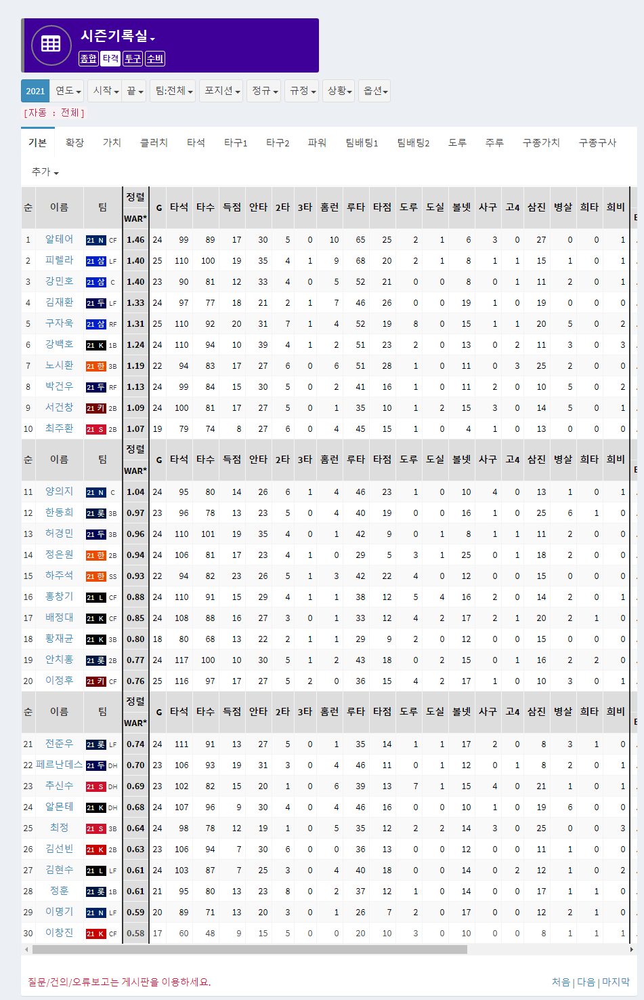 시즌기록실
종합 타격 투구 수비
2021 연도 시작 끝 팀:전체 포지션 정규 규정 상황 옵션
[자동 : 전체]
기본 확장 가치 클러치 타석 타구1 타구2 파워 팀배팅1 팀배팅2 도루 주루 구종가치 구종구사
추가
순 이름 팀 정렬 WAR* G 타석 타수 득점 안타 2타 3타 홈런 루타 타점 도루 도실 볼넷 사구 고4 삼진 병살 희타 희비
1 알테어 21 N CF 1.46 24 99 89 17 30 5 0 10 65 25 2 1 6 3 0 27 0 0 1
2 피렐라 21 삼 LF 1.40 25 110 100 19 35 4 1 9 68 20 2 1 8 1 1 15 1 0 1
3 강민호 21 삼 C 1.40 23 90 81 12 33 4 0 5 52 21 0 0 8 0 1 11 2 0 1
4 김재환 21 두 LF 1.33 24 97 77 18 21 2 1 7 46 26 0 0 19 1 0 19 0 0 0
5 구자욱 21 삼 RF 1.31 25 110 92 20 31 7 1 4 52 19 8 0 15 1 1 20 5 0 2
6 강백호 21 K 1B 1.24 24 110 94 10 39 4 1 2 51 23 2 0 13 0 2 11 3 0 3
7 노시환 21 한 3B 1.19 22 94 83 17 27 6 0 6 51 28 1 0 11 0 3 25 2 0 0
8 박건우 21 두 RF 1.13 24 99 84 15 30 5 0 2 41 16 1 0 11 2 0 10 5 0 2
9 서건창 21 키 2B 1.09 24 100 81 17 27 5 0 1 35 10 1 2 15 3 0 14 5 0 1
10 최주환 21 S 2B 1.07 19 79 74 8 27 6 0 4 45 15 1 0 4 1 0 13 0 0 0
순 이름 팀 정렬 WAR* G 타석 타수 득점 안타 2타 3타 홈런 루타 타점 도루 도실 볼넷 사구 고4 삼진 병살 희타 희비
11 양의지 21 N C 1.04 24 95 80 14 26 6 1 4 46 23 1 0 10 4 0 13 1 0 1
12 한동희 21 롯 3B 0.97 23 96 78 13 23 5 0 4 40 19 0 0 16 1 0 25 6 1 0
13 허경민 21 두 3B 0.96 24 110 101 19 35 4 0 1 42 9 0 1 8 1 1 11 2 0 0
14 정은원 21 한 2B 0.94 24 106 81 17 23 4 1 0 29 5 3 1 25 0 1 18 2 0 0
15 하주석 21 한 SS 0.93 22 94 82 23 26 5 1 3 42 22 4 0 12 0 0 15 0 0 0
16 홍창기 21 L CF 0.88 24 110 91 15 29 4 1 1 38 12 5 4 16 2 0 14 2 0 1
17 배정대 21 K CF 0.85 24 108 88 16 27 3 0 1 33 12 4 2 17 2 1 20 2 1 0
18 황재균 21 K 3B 0.80 18 80 68 13 22 2 1 1 29 9 2 0 12 0 0 15 0 0 0
19 안치홍 21 롯 2B 0.77 24 117 100 10 30 5 1 2 43 18 0 2 15 0 1 16 2 2 0
20 이정후 21 키 CF 0.76 25 116 97 17 27 5 2 0 36 15 4 2 17 1 0 10 3 0 1
순 이름 팀 정렬 WAR* G 타석 타수 득점 안타 2타 3타 홈런 루타 타점 도루 도실 볼넷 사구 고4 삼진 병살 희타 희비
21 전준우 21 롯 LF 0.74 24 111 91 13 27 5 0 1 35 14 1 1 17 2 0 8 3 1 0
22 페르난데스 21 두 DH 0.70 23 106 93 19 31 3 0 4 46 11 0 1 12 0 1 8 2 0 1
23 추신수 21 S DH 0.69 23 102 82 15 20 1 0 6 39 13 7 1 15 4 0 21 1 0 1
24 알몬테 21 K DH 0.68 24 107 96 9 30 4 0 4 46 16 0 0 10 1 0 19 6 0 0
25 최정 21 S 3B 0.64 24 98 78 12 19 1 0 5 35 12 2 2 14 3 0 25 0 0 3
26 김선빈 21 K 2B 0.63 23 106 94 7 30 6 0 0 36 13 0 0 12 0 0 11 1 0 0
27 김현수 21 L LF 0.61 24 103 87 7 25 3 0 4 40 18 0 0 14 0 2 12 1 0 2
28 정훈 21 롯 1B 0.61 21 95 80 13 23 8 0 2 37 12 1 0 14 0 0 17 1 1 0
29 이명기 21 N LF 0.59 20 89 71 13 20 3 0 1 26 7 2 0 17 0 0 12 2 1 0
30 이창진 21 K CF 0.58 17 60 48 9 15 5 0 0 20 10 3 0 10 0 0 8 1 1 1
질문/건의/오류보고는 게시판을 이용하세요. 처음 | 다음 | 마지막